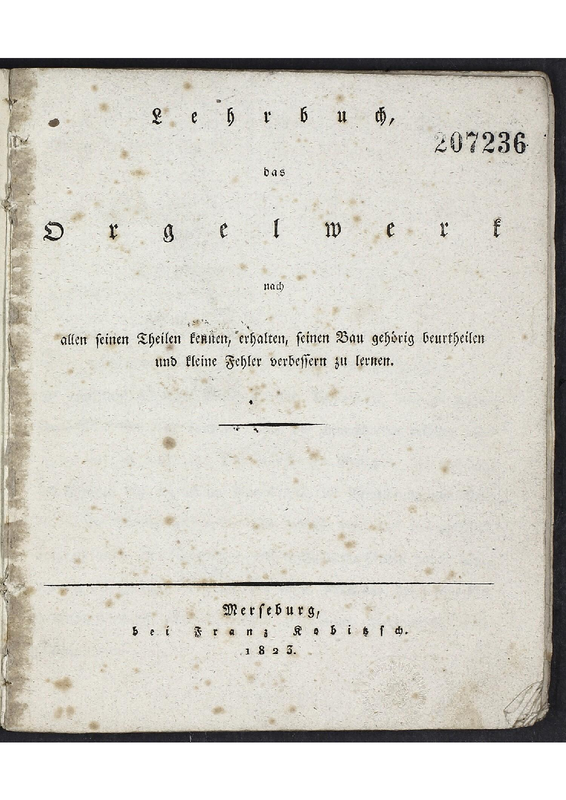 Lehrbuch,
207236
das
Orgelwerk
nach
allen seinen Theilen kennen, erhalten, seinen Bau gehörig beurtheilen
und kleine Fehler verbessern zu lernen.
Merseburg,
bei Franz Kobitzsch.
1823.